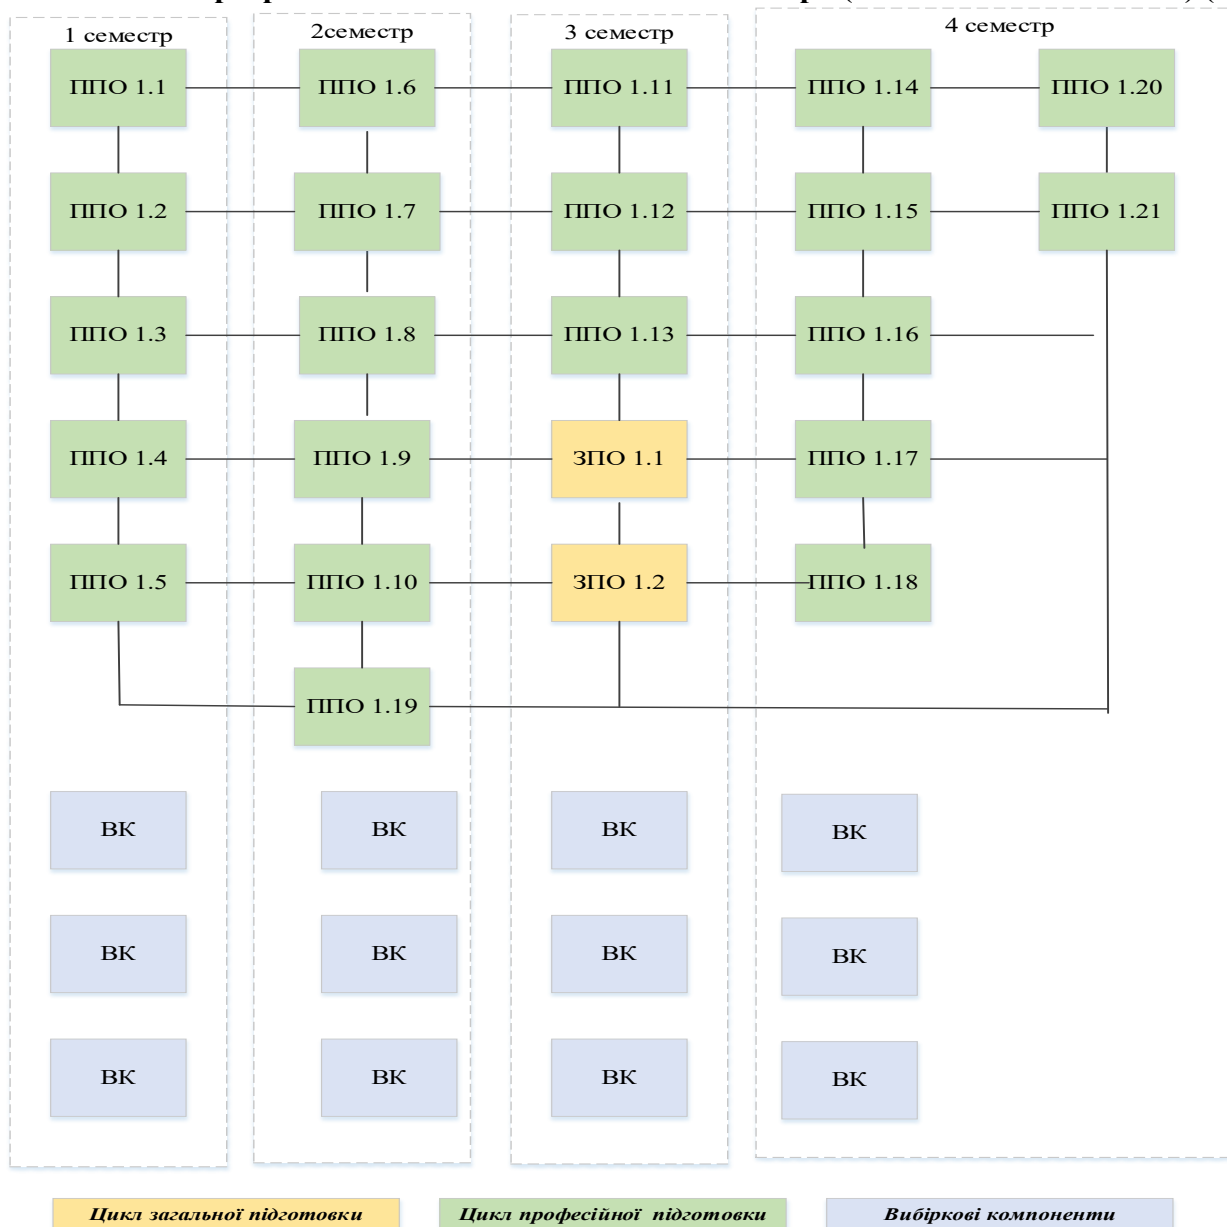 1 семестр
2семестр
3 семестр
4 семестр
ППО 1.1
ППО 1.6
ППО 1.11
ППО 1.14
ППО 1.20
ППО 1.2
ППО 1.7
ППО 1.12
ППО 1.15
ППО 1.21
ППО 1.3
ППО 1.8
ППО 1.13
ППО 1.16
ППО 1.4
ППО 1.9
ЗПО 1.1
ППО 1.17
ППО 1.5
ППО 1.10
ЗПО 1.2
ППО 1.18
ППО 1.19
ВК
ВК
ВК
ВК
ВК
ВК
ВК
ВК
ВК
ВК
ВК
ВК
Цикл загальної підготовки
Цикл професійної підготовки
Вибіркові компоненти